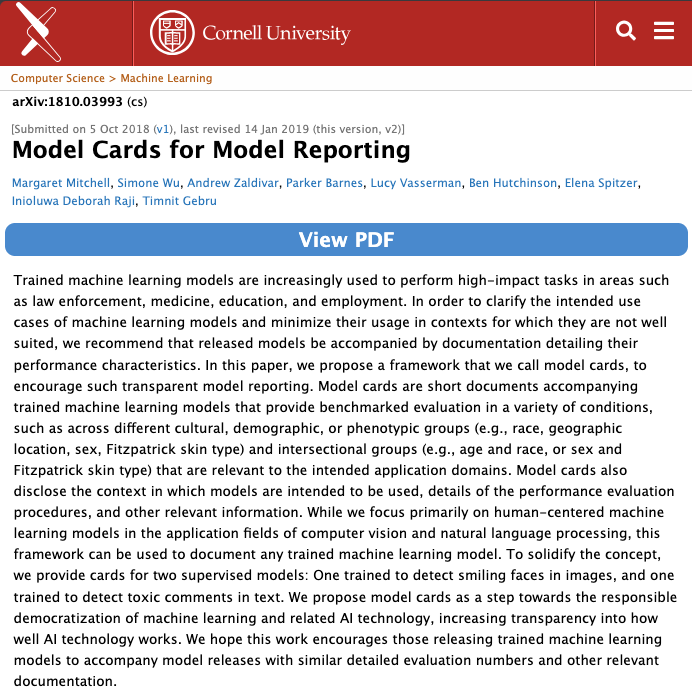 Cornell University
Computer Science > Machine Learning
arXiv:1810.03993 (cs)
[Submitted on 5 Oct 2018 (v1), last revised 14 Jan 2019 (this version, v2)]
Model Cards for Model Reporting
Margaret Mitchell, Simone Wu, Andrew Zaldivar, Parker Barnes, Lucy Vasserman, Ben Hutchinson, Elena Spitzer,
Inioluwa Deborah Raji, Timnit Gebru
View PDF
Trained machine learning models are increasingly used to perform high-impact tasks in areas such
as law enforcement, medicine, education, and employment. In order to clarify the intended use
cases of machine learning models and minimize their usage in contexts for which they are not well
suited, we recommend that released models be accompanied by documentation detailing their
performance characteristics. In this paper, we propose a framework that we call model cards, to
encourage such transparent model reporting. Model cards are short documents accompanying
trained machine learning models that provide benchmarked evaluation in a variety of conditions,
such as across different cultural, demographic, or phenotypic groups (e.g., race, geographic
location, sex, Fitzpatrick skin type) and intersectional groups (e.g., age and race, or sex and
Fitzpatrick skin type) that are relevant to the intended application domains. Model cards also
disclose the context in which models are intended to be used, details of the performance evaluation
procedures, and other relevant information. While we focus primarily on human-centered machine
learning models in the application fields of computer vision and natural language processing, this
framework can be used to document any trained machine learning model. To solidify the concept,
we provide cards for two supervised models: One trained to detect smiling faces in images, and one
trained to detect toxic comments in text. We propose model cards as a step towards the responsible
democratization of machine learning and related AI technology, increasing transparency into how
well AI technology works. We hope this work encourages those releasing trained machine learning
models to accompany model releases with similar detailed evaluation numbers and other relevant
documentation.